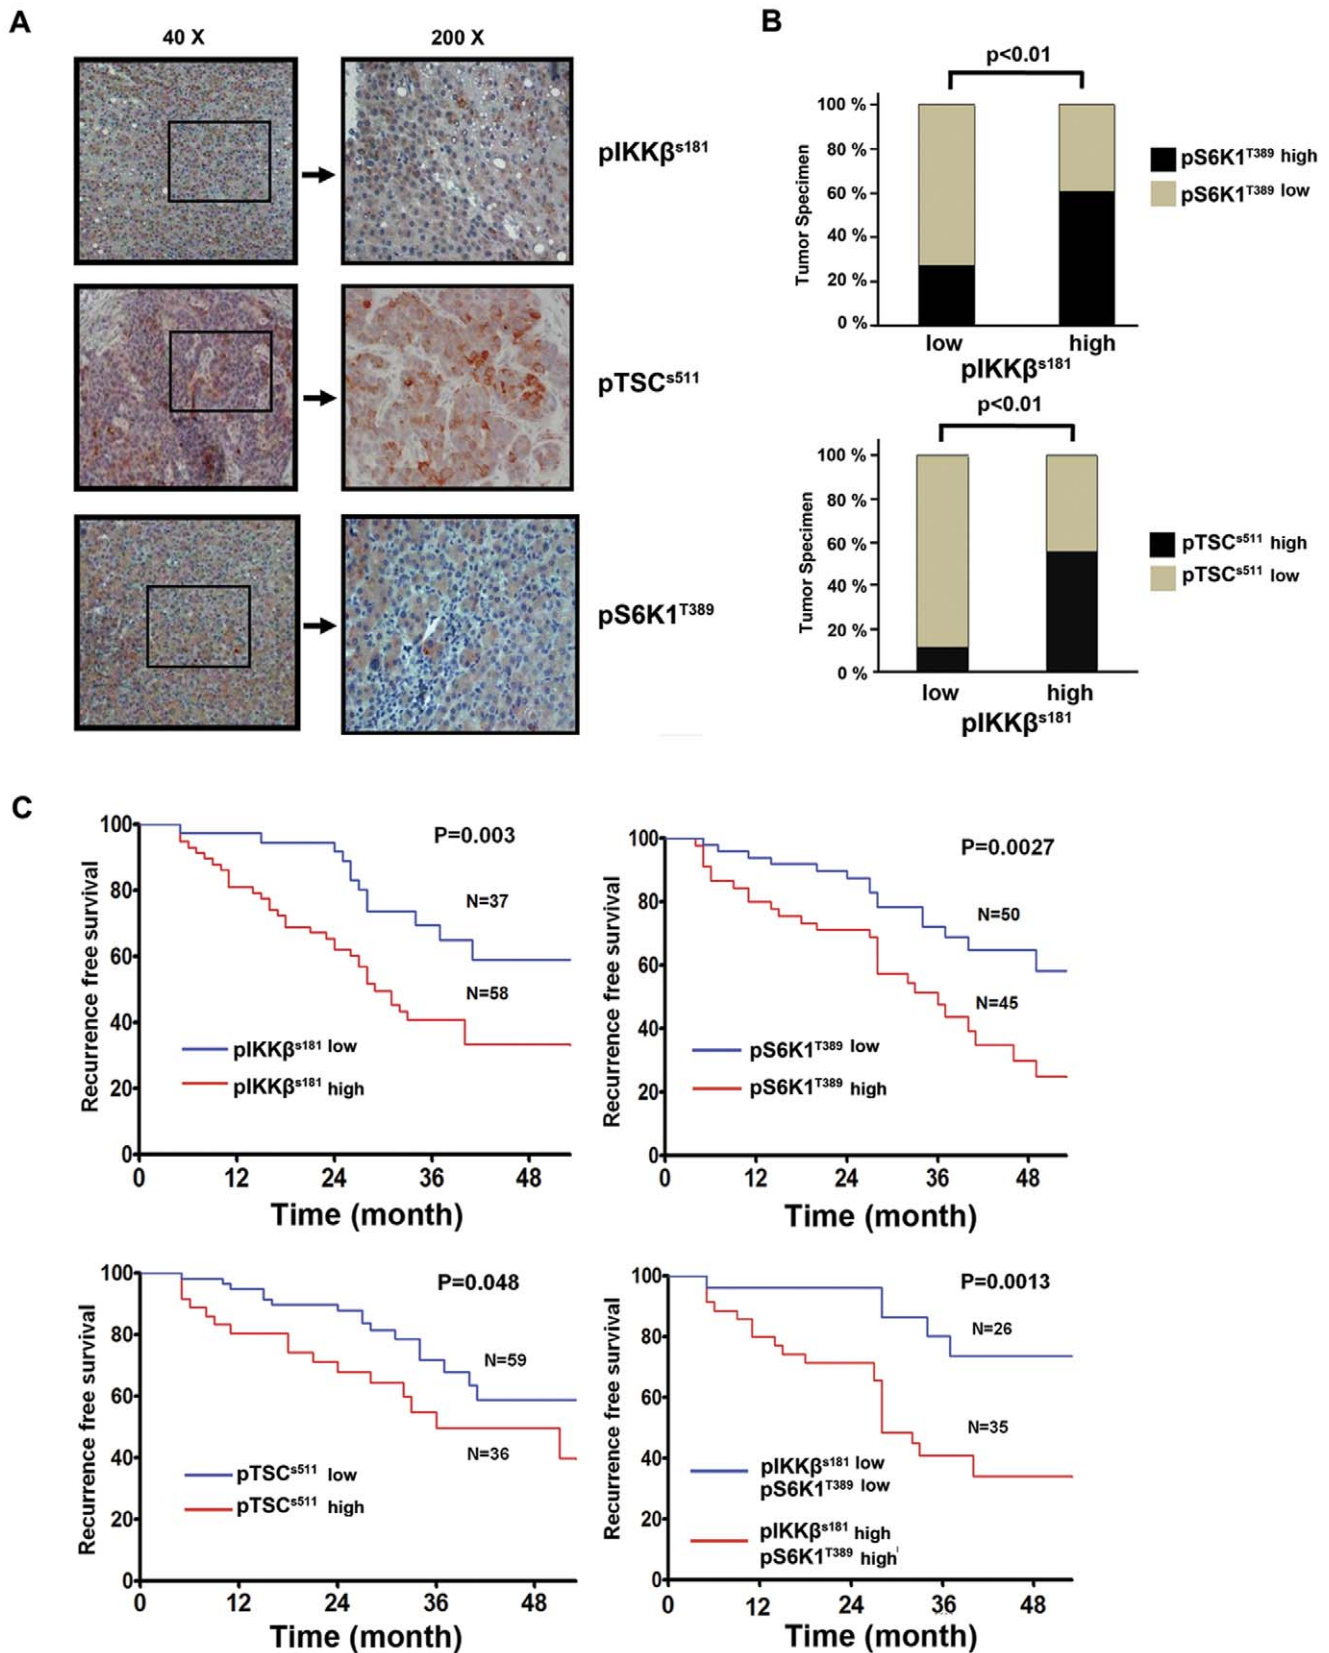 A
40 X
200 X
pIKKβs181
pTSCs511
pS6K1T389
B
p<0.01
100 %
80 %
60 %
40 %
20 %
0 %
Tumor Specimen
low
high
pIKKβs181
pS6K1T389 high
pS6K1T389 low
p<0.01
100 %
80 %
60 %
40 %
20 %
0 %
Tumor Specimen
low
high
pIKKβs181
pTSCs511 high
pTSCs511 low
C
100
80
60
40
20
0
Recurrence free survival
P=0.003
N=37
N=58
pIKKβs181 low
pIKKβs181 high
0
12
24
36
48
Time (month)
100
80
60
40
20
0
Recurrence free survival
P=0.0027
N=50
N=45
pS6K1T389 low
pS6K1T389 high
0
12
24
36
48
Time (month)
100
80
60
40
20
0
Recurrence free survival
P=0.048
N=59
N=36
pTSCs511 low
pTSCs511 high
0
12
24
36
48
Time (month)
100
80
60
40
20
0
Recurrence free survival
P=0.0013
N=26
N=35
pIKKβs181 low
pS6K1T389 low
pIKKβs181 high
pS6K1T389 high
0
12
24
36
48
Time (month)